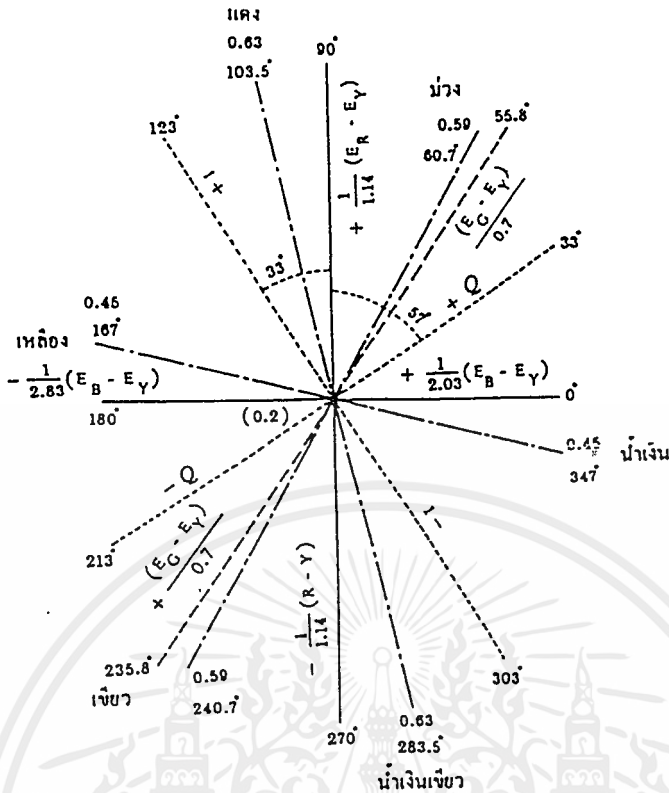 แดง
0.63
103.5°
90°
ม่วง
0.59
60.7°
55.8°
123°
I+
+ 1/1.14 (E_R - E_Y)
(E_G - E_Y)/0.7
33°
33°
57°
+ Q
0.45
167°
เหลือง
- 1/2.83 (E_B - E_Y)
+ 1/2.03 (E_B - E_Y)
0°
180°
(0.2)
0.45
347°
น้ำเงิน
- Q
I-
213°
+ (E_G - E_Y)/0.7
- 1/1.14 (R - Y)
235.8°
เขียว
0.59
240.7°
303°
270°
0.63
283.5°
น้ำเงินเขียว